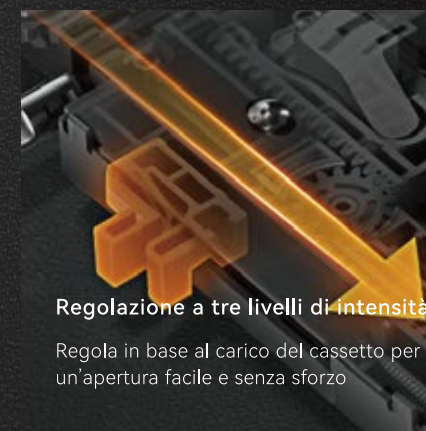 Regolazione a tre livelli di intensità
Regola in base al carico del cassetto per
un'apertura facile e senza sforzo